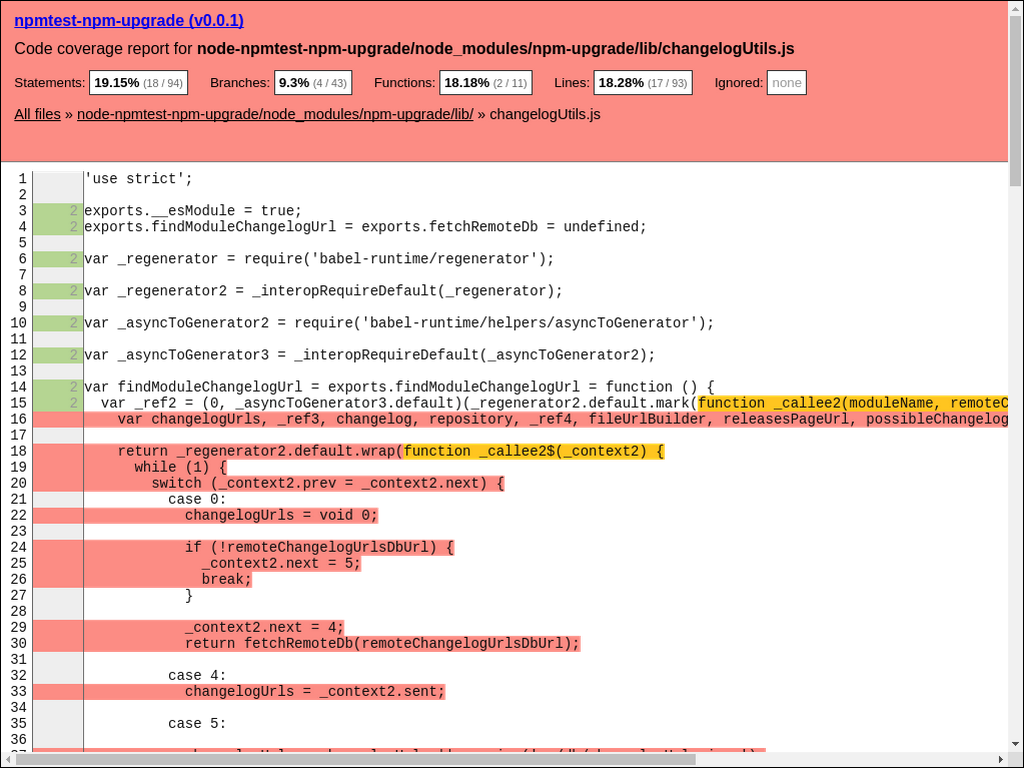 npmtest-npm-upgrade (v0.0.1)
Code coverage report for node-npmtest-npm-upgrade/node_modules/npm-upgrade/lib/changelogUtils.js
Statements: 19.15% (18 / 94) Branches: 9.3% (4 / 43) Functions: 18.18% (2 / 11) Lines: 18.28% (17 / 93) Ignored: none
All files » node-npmtest-npm-upgrade/node_modules/npm-upgrade/lib/ » changelogUtils.js
1 'use strict';
2
3 2 exports.__esModule = true;
4 2 exports.findModuleChangelogUrl = exports.fetchRemoteDb = undefined;
5
6 2 var _regenerator = require('babel-runtime/regenerator');
7
8 2 var _regenerator2 = _interopRequireDefault(_regenerator);
9
10 2 var _asyncToGenerator2 = require('babel-runtime/helpers/asyncToGenerator');
11
12 2 var _asyncToGenerator3 = _interopRequireDefault(_asyncToGenerator2);
13
14 2 var findModuleChangelogUrl = exports.findModuleChangelogUrl = function () {
15 2 var _ref2 = (0, _asyncToGenerator3.default)(_regenerator2.default.mark(function _callee2(moduleName, remoteC
16 var changelogUrls, _ref3, changelog, repository, _ref4, fileUrlBuilder, releasesPageUrl, possibleChangelog
17
18 return _regenerator2.default.wrap(function _callee2$(_context2) {
19 while (1) {
20 switch (_context2.prev = _context2.next) {
21 case 0:
22 changelogUrls = void 0;
23
24 if (!remoteChangelogUrlsDbUrl) {
25 _context2.next = 5;
26 break;
27 }
28
29 _context2.next = 4;
30 return fetchRemoteDb(remoteChangelogUrlsDbUrl);
31
32 case 4:
33 changelogUrls = _context2.sent;
34
35 case 5:
36